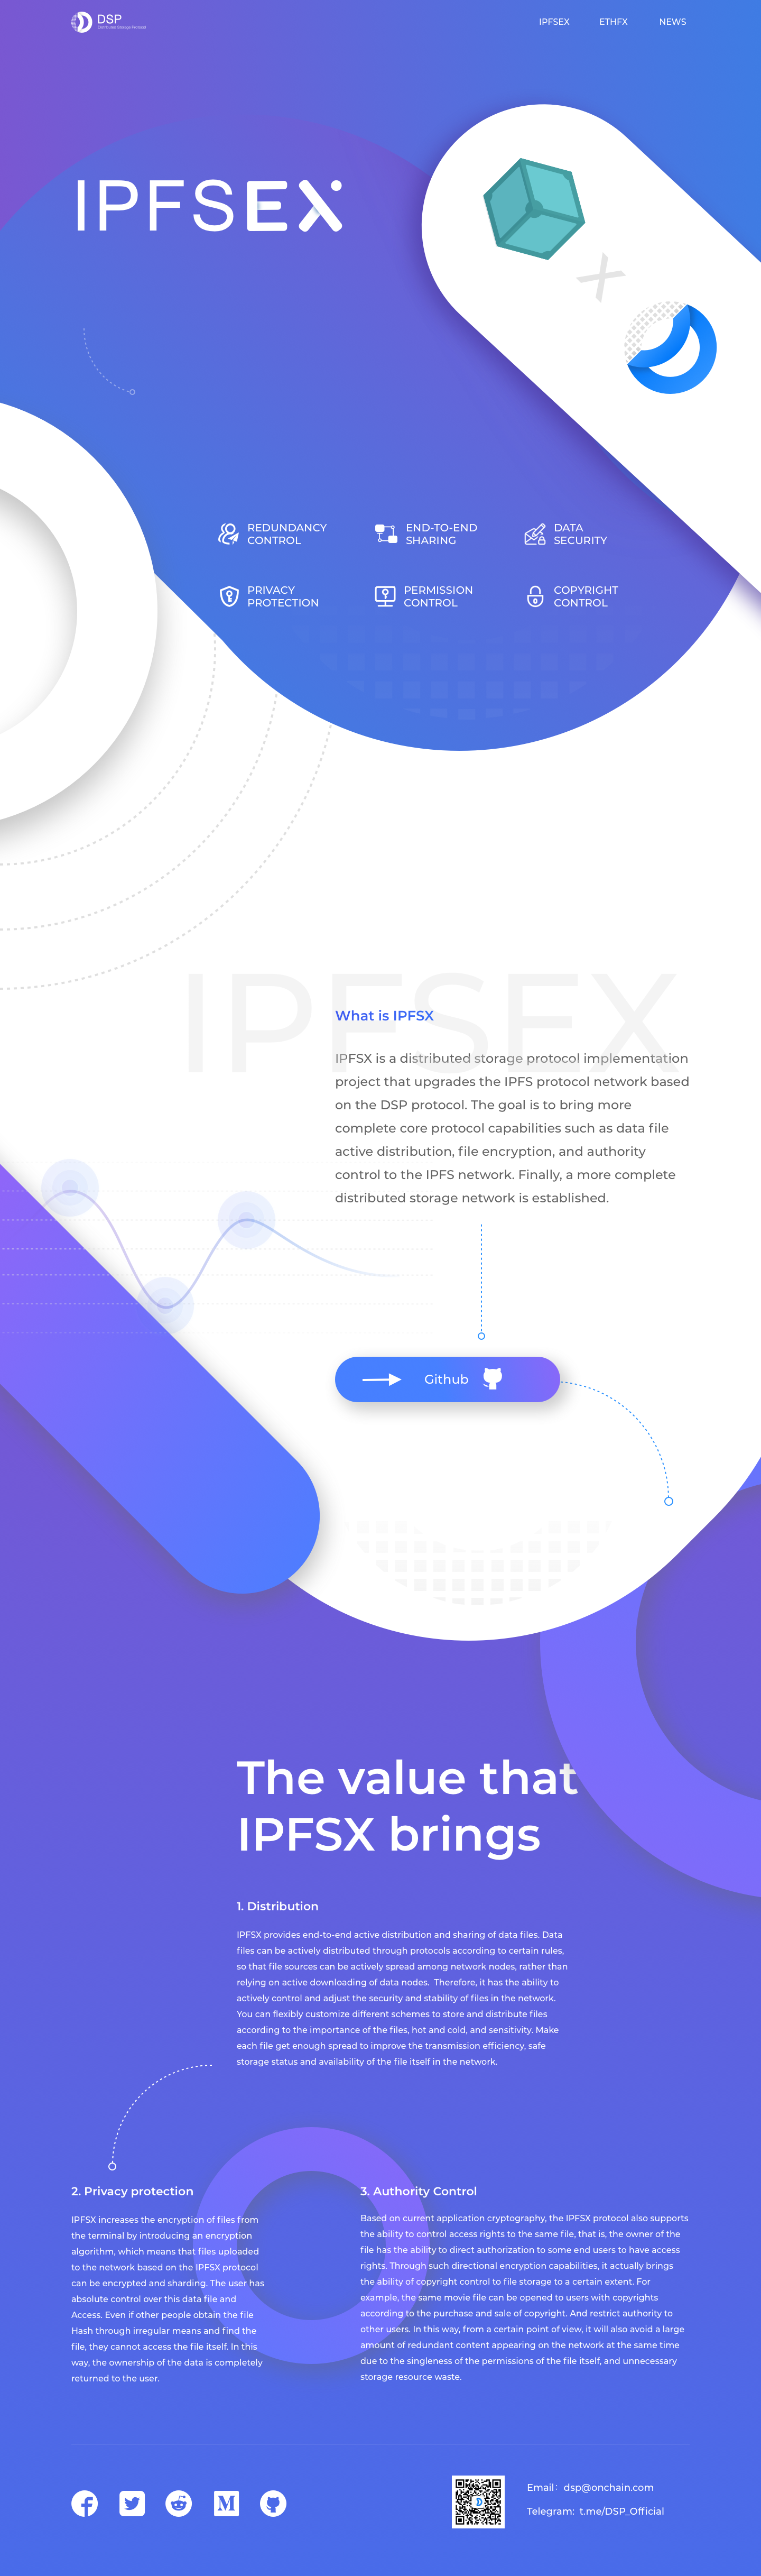 DSP
Distributed Storage Protocol
IPFSEX
ETHFX
NEWS
IPFSEX
X
REDUNDANCY
CONTROL
END-TO-END
SHARING
DATA
SECURITY
PRIVACY
PROTECTION
PERMISSION
CONTROL
COPYRIGHT
CONTROL
IPFSEX
What is IPFSX
IPFSX is a distributed storage protocol implementation
project that upgrades the IPFS protocol network based
on the DSP protocol. The goal is to bring more
complete core protocol capabilities such as data file
active distribution, file encryption, and authority
control to the IPFS network. Finally, a more complete
distributed storage network is established.
Github
The value that
IPFSX brings
1. Distribution
IPFSX provides end-to-end active distribution and sharing of data files. Data
files can be actively distributed through protocols according to certain rules,
so that file sources can be actively spread among network nodes, rather than
relying on active downloading of data nodes.  Therefore, it has the ability to
actively control and adjust the security and stability of files in the network.
You can flexibly customize different schemes to store and distribute files
according to the importance of the files, hot and cold, and sensitivity. Make
each file get enough spread to improve the transmission efficiency, safe
storage status and availability of the file itself in the network.
2. Privacy protection
IPFSX increases the encryption of files from
the terminal by introducing an encryption
algorithm, which means that files uploaded
to the network based on the IPFSX protocol
can be encrypted and sharding. The user has
absolute control over this data file and
Access. Even if other people obtain the file
Hash through irregular means and find the
file, they cannot access the file itself. In this
way, the ownership of the data is completely
returned to the user.
3. Authority Control
Based on current application cryptography, the IPFSX protocol also supports
the ability to control access rights to the same file, that is, the owner of the
file has the ability to direct authorization to some end users to have access
rights. Through such directional encryption capabilities, it actually brings
the ability of copyright control to file storage to a certain extent. For
example, the same movie file can be opened to users with copyrights
according to the purchase and sale of copyright. And restrict authority to
other users. In this way, from a certain point of view, it will also avoid a large
amount of redundant content appearing on the network at the same time
due to the singleness of the permissions of the file itself, and unnecessary
storage resource waste.
Email: dsp@onchain.com
Telegram: t.me/DSP_Official